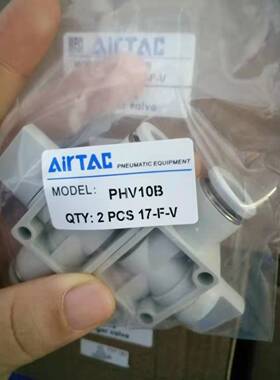 AirTAC
-F-V
AirTAC
PNEUMATIC EQUIPMENT
MODEL: PHV10B
QTY: 2 PCS 17-F-V